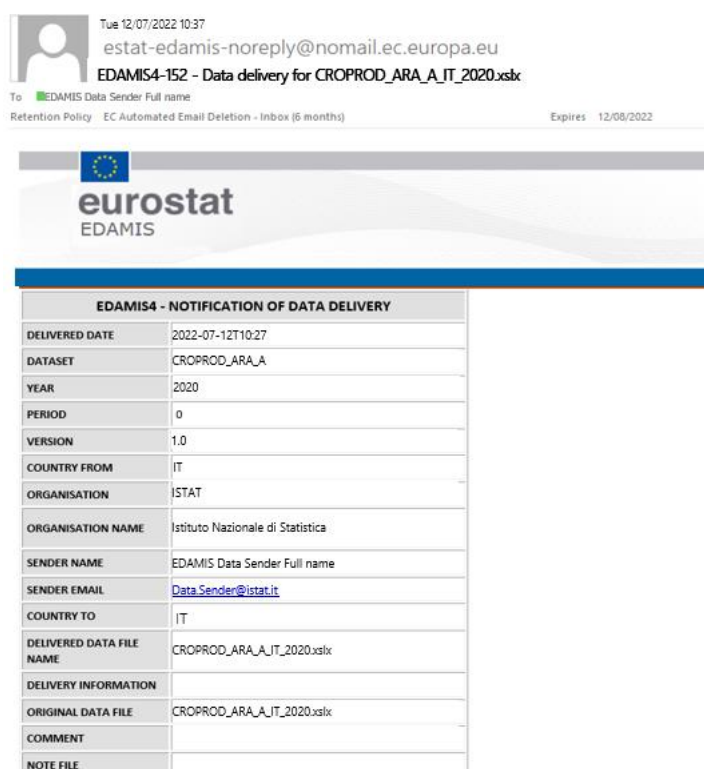 Tue 12/07/2022 10:37
estat-edamis-noreply@nomail.ec.europa.eu
EDAMIS4-152 - Data delivery for CROPROD_ARA_A_IT_2020.xslx
To EDAMIS Data Sender Full name
Retention Policy EC Automated Email Deletion - Inbox (6 months) Expires 12/08/2022
eurostat
EDAMIS
EDAMIS4 - NOTIFICATION OF DATA DELIVERY
DELIVERED DATE 2022-07-12T10:27
DATASET CROPROD_ARA_A
YEAR 2020
PERIOD 0
VERSION 1.0
COUNTRY FROM IT
ORGANISATION ISTAT
ORGANISATION NAME Istituto Nazionale di Statistica
SENDER NAME EDAMIS Data Sender Full name
SENDER EMAIL Data.Sender@istat.it
COUNTRY TO IT
DELIVERED DATA FILE
NAME CROPROD_ARA_A_IT_2020.xslx
DELIVERY INFORMATION
ORIGINAL DATA FILE CROPROD_ARA_A_IT_2020.xslx
COMMENT
NOTE FILE